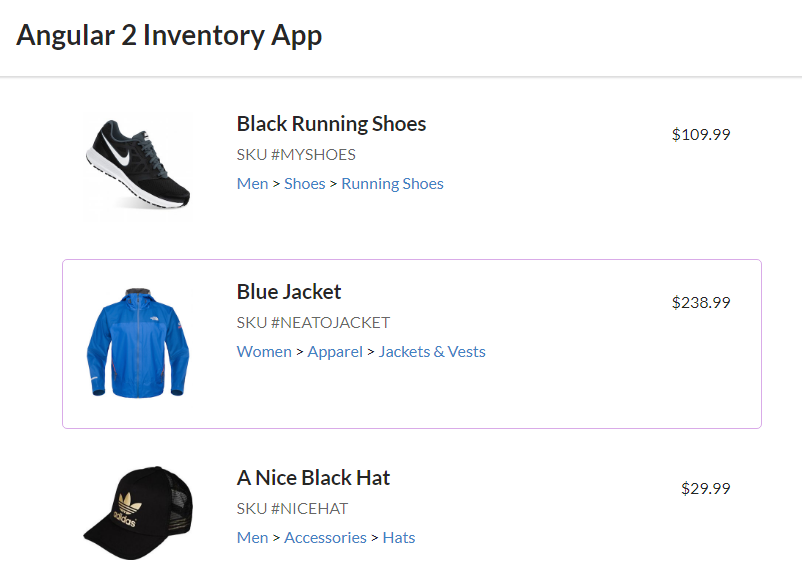 Angular 2 Inventory App
Black Running Shoes
$109.99
SKU #MYSHOES
Men > Shoes > Running Shoes
Blue Jacket
$238.99
SKU #NEATOJACKET
Women > Apparel > Jackets & Vests
A Nice Black Hat
$29.99
SKU #NICEHAT
Men > Accessories > Hats
adidas